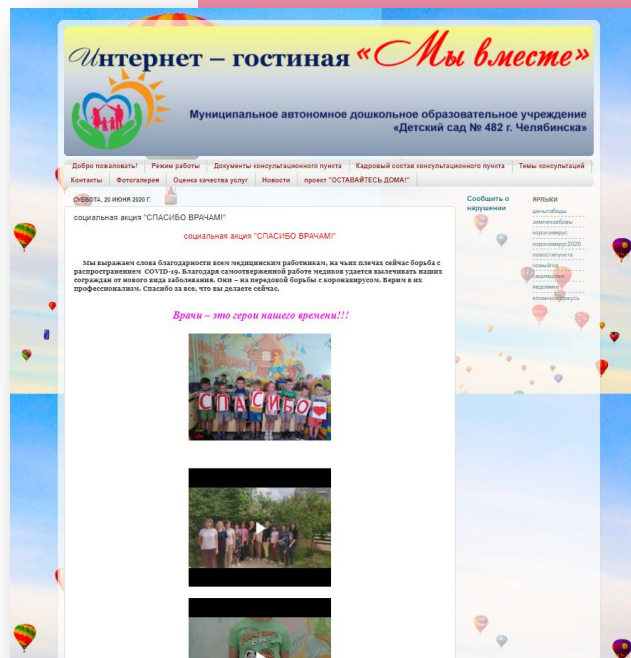 Интернет – гостиная «Мы вместе»
Муниципальное автономное дошкольное образовательное учреждение
«Детский сад № 482 г. Челябинска»
Добро пожаловать! Режим работы Документы консультационного пункта Кадровый состав консультационного пункта Темы консультаций
Контакты Фотогалерея Оценка качества услуг Новости проект "ОСТАВАЙТЕСЬ ДОМА!"
СУББОТА, 20 ИЮНЯ 2020 Г.
социальная акция "СПАСИБО ВРАЧАМ!"
социальная акция "СПАСИБО ВРАЧАМ!"
Мы выражаем слова благодарности всем медицинским работникам, на чьих плечах сейчас борьба с
распространением COVID-19. Благодаря самоотверженной работе медиков удается вылечивать наших
сограждан от нового вида заболевания. Они – на передовой борьбы с коронавирусом. Верим в их
профессионализм. Спасибо за все, что вы делаете сейчас.
Врачи – это герои нашего времени!!!
СПАСИБО
Сообщить о
нарушении
ЯРЛЫКИ
деньпобеды
зимниезабавы
коронавирус
коронавирус2020
новостипункта
новыйгод